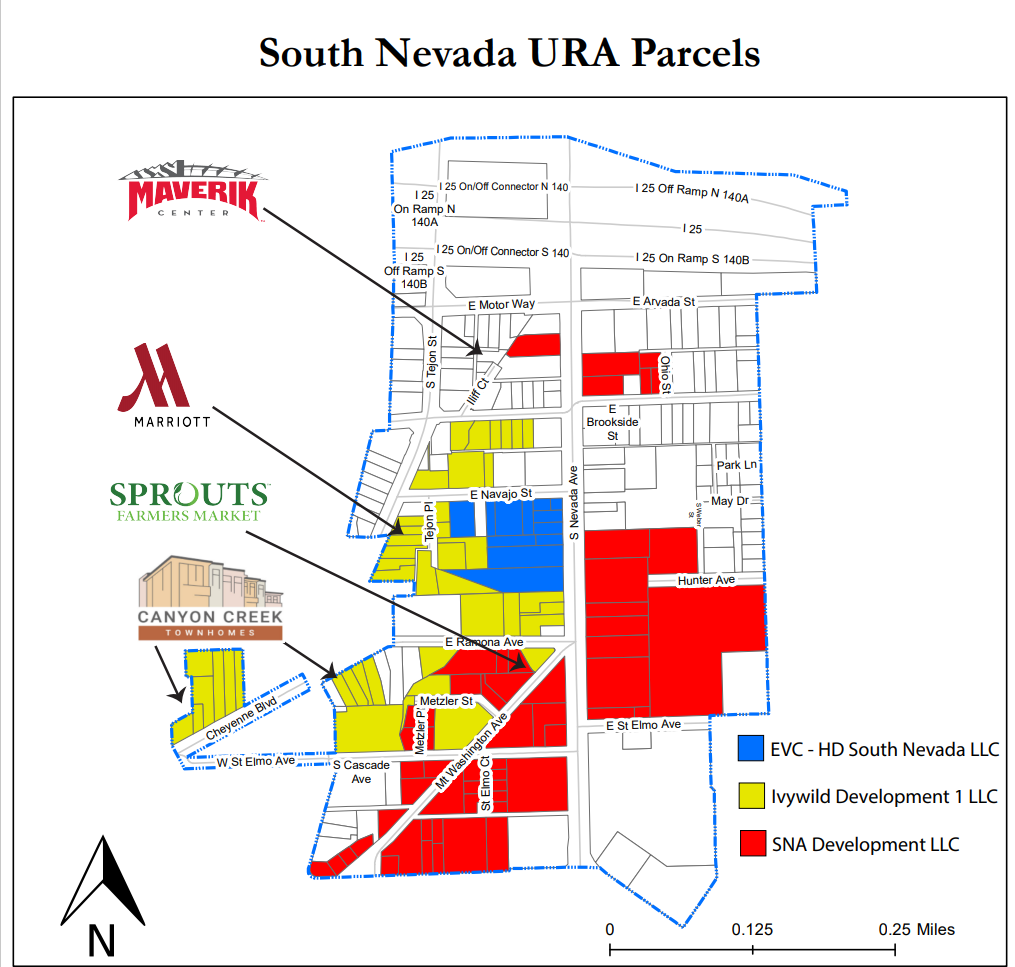 South Nevada URA Parcels
MAVERIK
CENTER
I 25 On/Off Connector N 140
I 25 Off Ramp N 140A
I 25
On Ramp N
140A
I 25
I 25 On/Off Connector S 140
I 25 On Ramp S 140B
I 25
Off Ramp S
140B
E Motor Way
E Arvada St
S Tejon St
Iliff Ct
Ohio St
MARRIOTT
E
Brookside
St
Park Ln
SPROUTS
FARMERS MARKET
E Navajo St
S Nevada Ave
May Dr
S Water St
Tejon Pl
Hunter Ave
CANYON CREEK
TOWNHOMES
E Ramona Ave
Metzler St
Cheyenne Blvd
Metzler Pl
Mt Washington Ave
E St Elmo Ave
W St Elmo Ave
S Cascade
Ave
St Elmo Ct
EVC - HD South Nevada LLC
Ivywild Development 1 LLC
SNA Development LLC
N
0
0.125
0.25 Miles